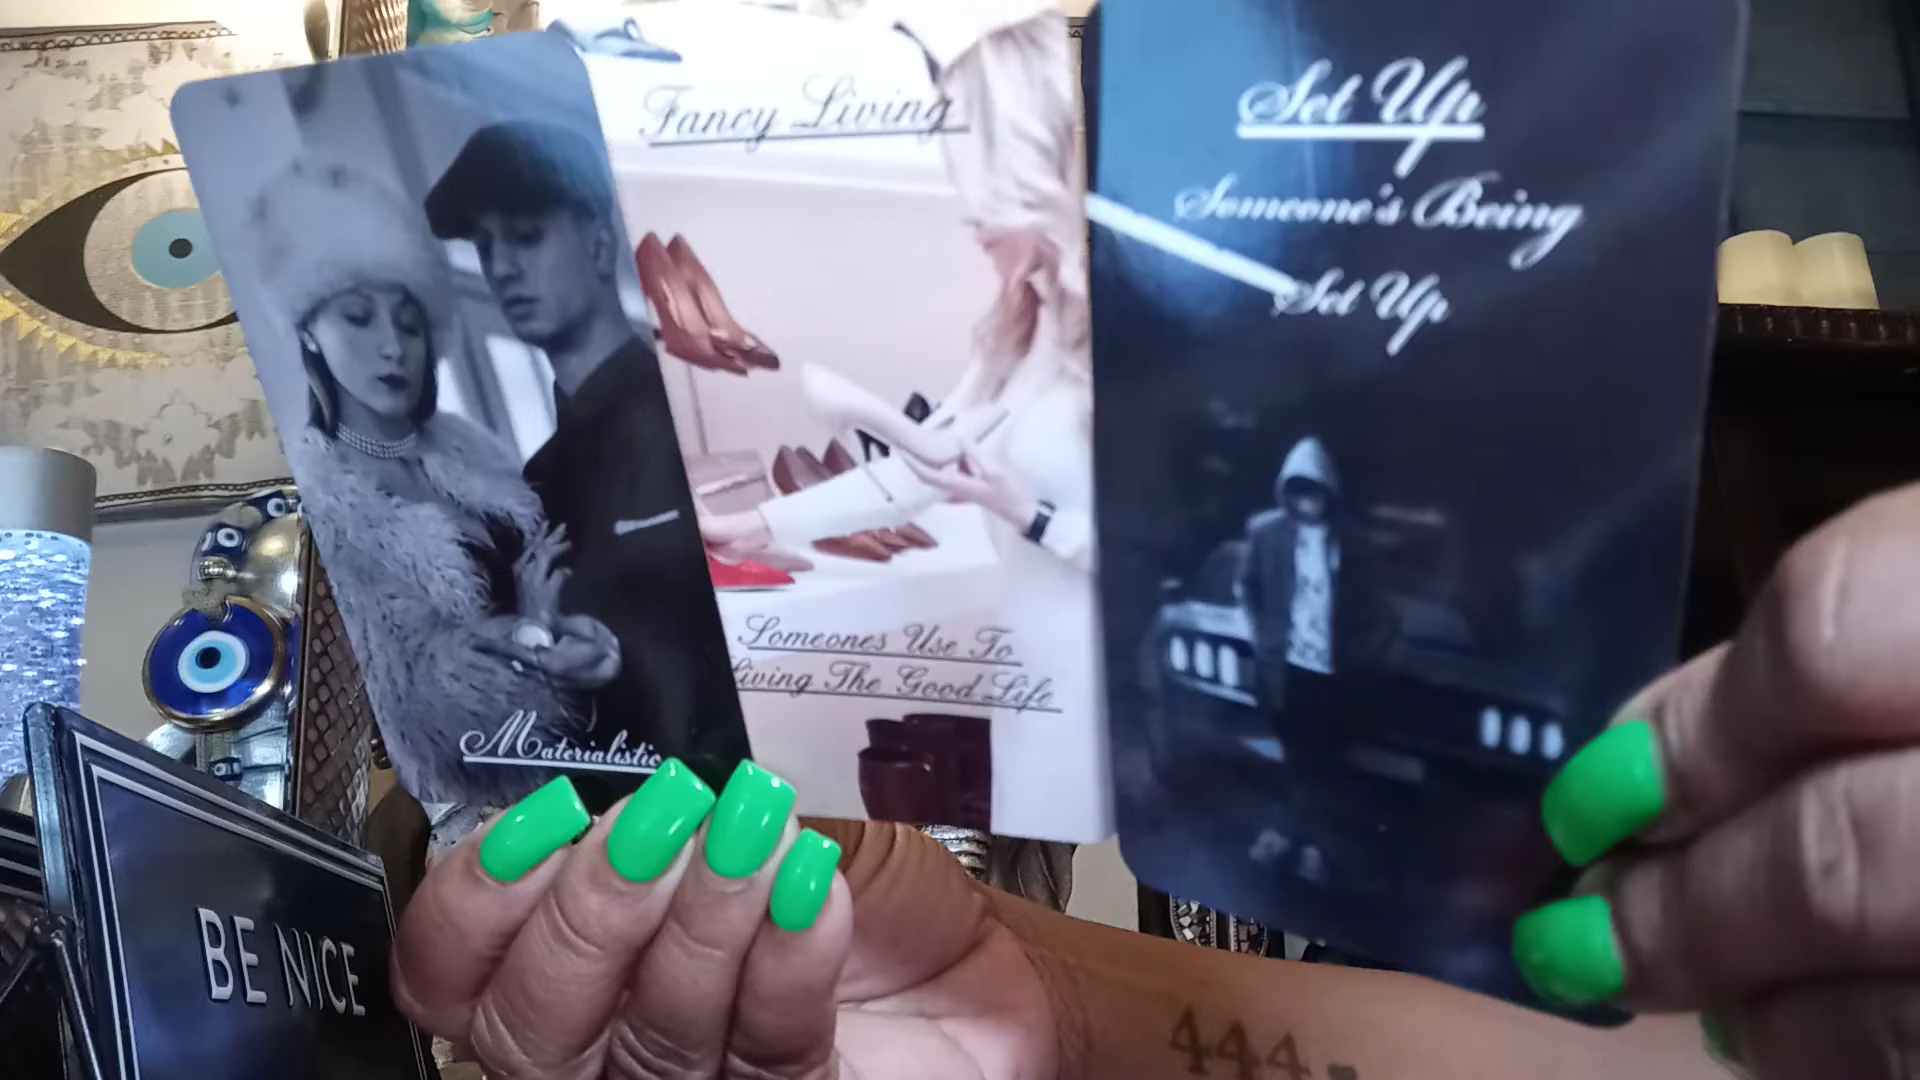 Materialistic
Fancy Living
Someones Use To
Living The Good Life
Set Up
Someone's Being
Set Up
BE NICE
444